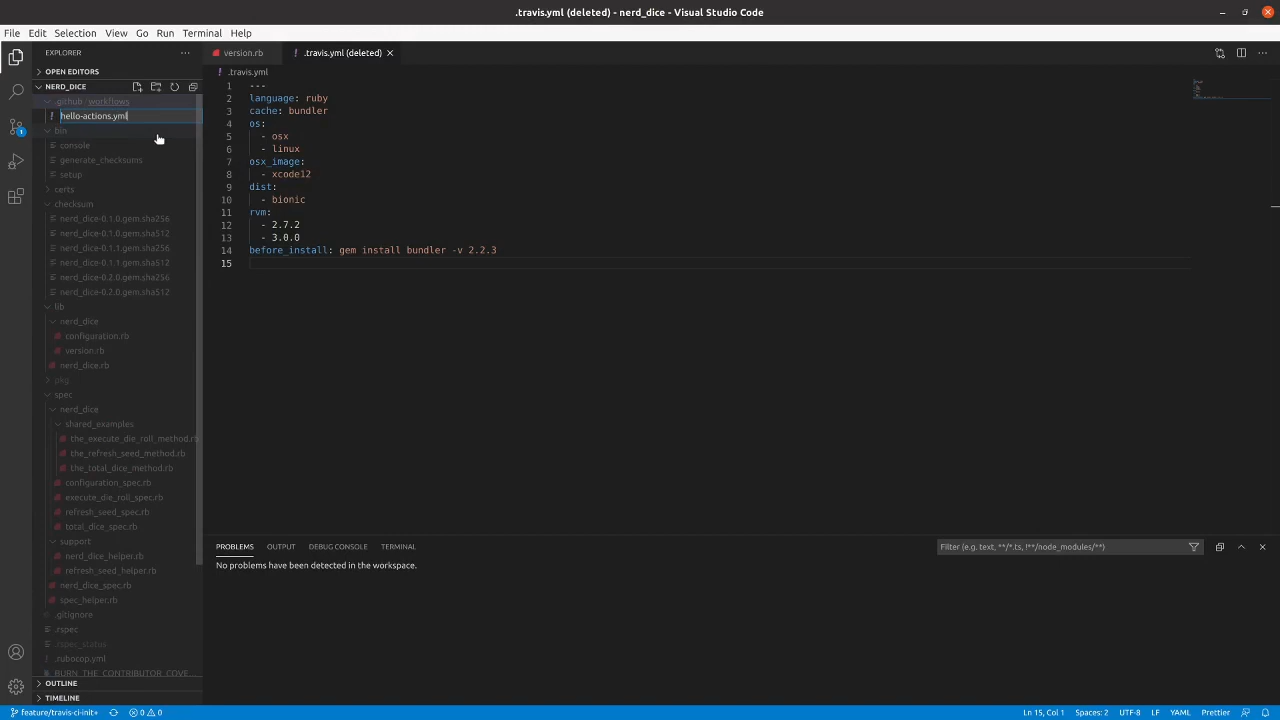 .travis.yml (deleted) - nerd_dice - Visual Studio Code
File Edit Selection View Go Run Terminal Help
EXPLORER
version.rb
.travis.yml (deleted)
OPEN EDITORS
.travis.yml
NERD_DICE
.github workflows
hello-actions.yml
bin
console
generate_checksums
setup
certs
checksum
nerd_dice-0.1.0.gem.sha256
nerd_dice-0.1.0.gem.sha512
nerd_dice-0.1.1.gem.sha256
nerd_dice-0.1.1.gem.sha512
nerd_dice-0.2.0.gem.sha256
nerd_dice-0.2.0.gem.sha512
lib
nerd_dice
configuration.rb
version.rb
nerd_dice.rb
pkg
spec
nerd_dice
shared_examples
the_execute_die_roll_method.rb
the_refresh_seed_method.rb
the_total_dice_method.rb
configuration_spec.rb
execute_die_roll_spec.rb
refresh_seed_spec.rb
total_dice_spec.rb
support
nerd_dice_helper.rb
refresh_seed_helper.rb
nerd_dice_spec.rb
spec_helper.rb
.gitignore
.rspec
.rspec_status
.rubocop.yml
BURN_THE_CONTRIBUTOR_COVE...
OUTLINE
TIMELINE
1 ---
2 language: ruby
3 cache: bundler
4 os:
5 - osx
6 - linux
7 osx_image:
8 - xcode12
9 dist:
10 - bionic
11 rvm:
12 - 2.7.2
13 - 3.0.0
14 before_install: gem install bundler -v 2.2.3
15
PROBLEMS OUTPUT DEBUG CONSOLE TERMINAL
Filter (e.g. text, **/*.ts, !**/node_modules/**)
No problems have been detected in the workspace.
1
feature/travis-ci-init+ 0 0
Ln 15, Col 1 Spaces: 2 UTF-8 LF YAML Prettier